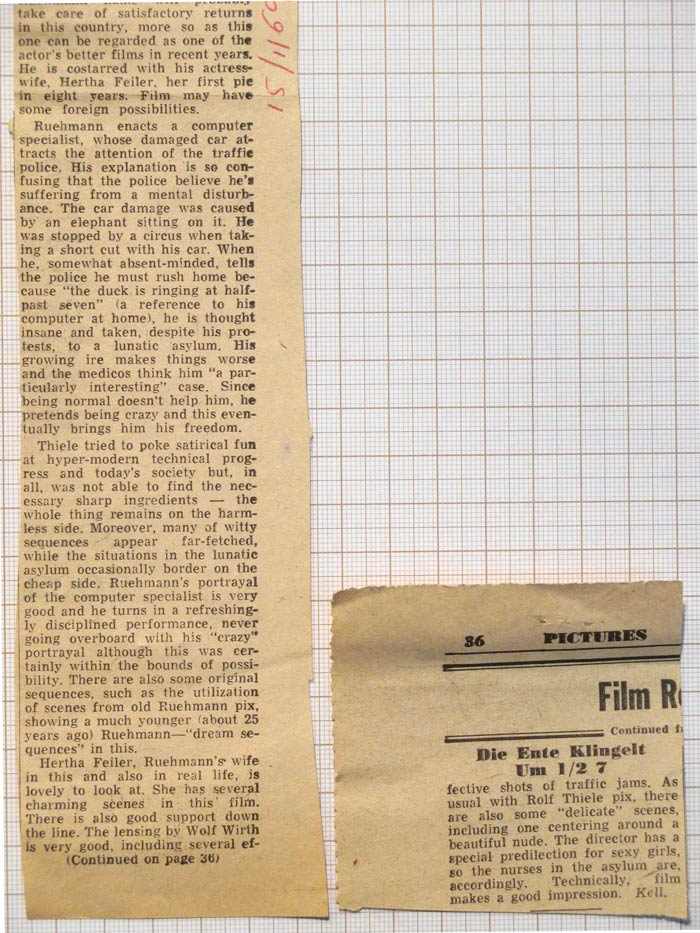 take care of satisfactory returns
in this country, more so as this
one can be regarded as one of the
actor's better films in recent years.
He is costarred with his actress-
wife, Hertha Feiler, her first pic
in eight years. Film may have
some foreign possibilities.
Ruehmann enacts a computer
specialist, whose damaged car at-
tracts the attention of the traffic
police. His explanation is so con-
fusing that the police believe he's
suffering from a mental disturb-
ance. The car damage was caused
by an elephant sitting on it. He
was stopped by a circus when tak-
ing a short cut with his car. When
he, somewhat absent-minded, tells
the police he must rush home be-
cause "the duck is ringing at half-
past seven" (a reference to his
computer at home), he is thought
insane and taken, despite his pro-
tests, to a lunatic asylum. His
growing ire makes things worse
and the medicos think him "a par-
ticularly interesting" case. Since
being normal doesn't help him, he
pretends being crazy and this even-
tually brings him his freedom.
Thiele tried to poke satirical fun
at hyper-modern technical prog-
ress and today's society but, in
all, was not able to find the nec-
essary sharp ingredients — the
whole thing remains on the harm-
less side. Moreover, many of witty
sequences appear far-fetched,
while the situations in the lunatic
asylum occasionally border on the
cheap side. Ruehmann's portrayal
of the computer specialist is very
good and he turns in a refreshing-
ly disciplined performance, never
going overboard with his "crazy"
portrayal although this was cer-
tainly within the bounds of possi-
bility. There are also some original
sequences, such as the utilization
of scenes from old Ruehmann pix,
showing a much younger (about 25
years ago) Ruehmann—"dream se-
quences" in this.
Hertha Feiler, Ruehmann's wife
in this and also in real life, is
lovely to look at. She has several
charming scenes in this film.
There is also good support down
the line. The lensing by Wolf Wirth
is very good, including several ef-
(Continued on page 36)
15/1/
36 PICTURES
Film R
Continued f
Die Ente Klingelt
Um 1/2 7
fective shots of traffic jams. As
usual with Rolf Thiele pix, there
are also some "delicate" scenes,
including one centering around a
beautiful nude. The director has a
special predilection for sexy girls,
so the nurses in the asylum are,
accordingly. Technically, film
makes a good impression. Kell.